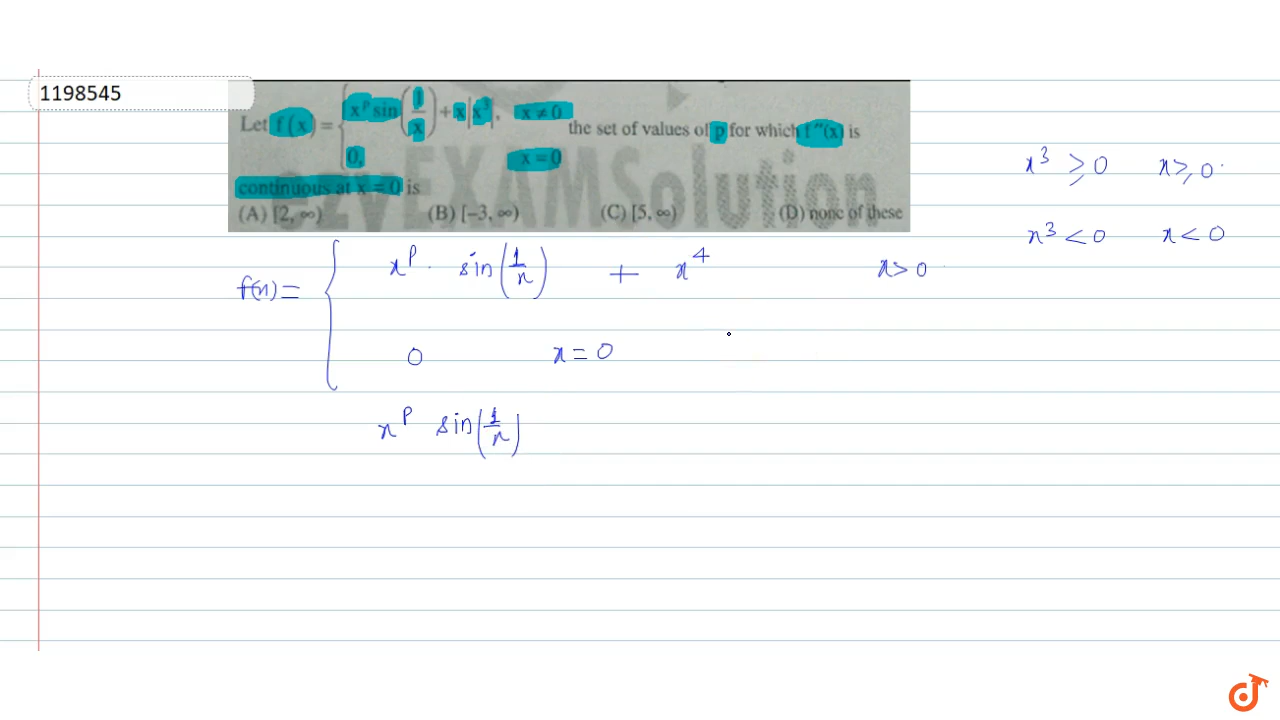 1198545
Let f(x) = { x^p sin(1/x) + x|x^3|, x ≠ 0
0, x = 0
the set of values of p for which f "(x) is
continuous at x = 0 is
(A) [2, ∞) (B) [–3, ∞) (C) [5, ∞) (D) none of these
ezyEXAMSolution
x^3 ≥ 0 x ≥ 0
x^3 < 0 x < 0
f(x) = { x^p · sin(1/x) + x^4 x > 0
0 x = 0
x^p sin(1/x)